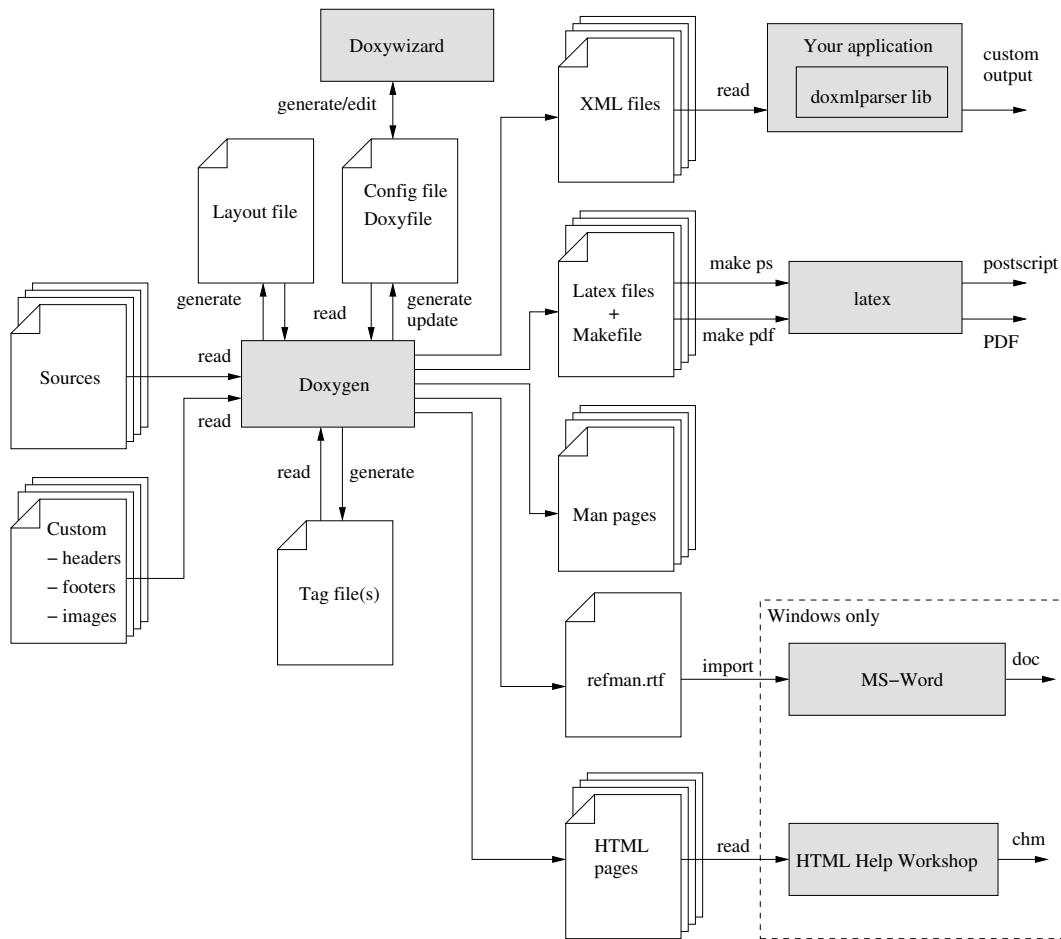 Doxywizard
Your application
doxmlparser lib
custom
output
XML files
read
generate/edit
Layout file
Config file
Doxyfile
generate
read
generate
update
Latex files
+
Makefile
make ps
make pdf
latex
postscript
PDF
Sources
read
Doxygen
read
read
generate
Custom
− headers
− footers
− images
Tag file(s)
Man pages
Windows only
refman.rtf
import
MS−Word
doc
HTML
pages
read
HTML Help Workshop
chm